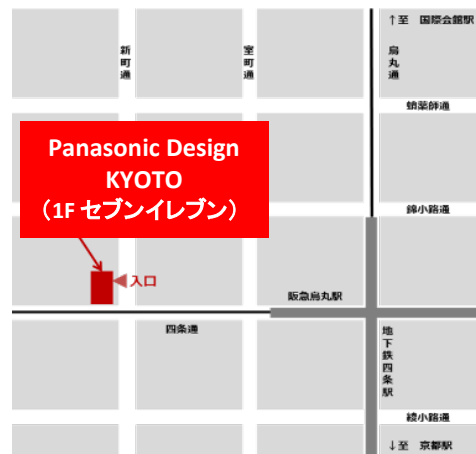 ↑至 国際会館駅
新町通
室町通
烏丸通
蛸薬師通
Panasonic Design
KYOTO
（1F セブンイレブン）
錦小路通
入口
阪急烏丸駅
四条通
地下鉄四条駅
綾小路通
↓至 京都駅